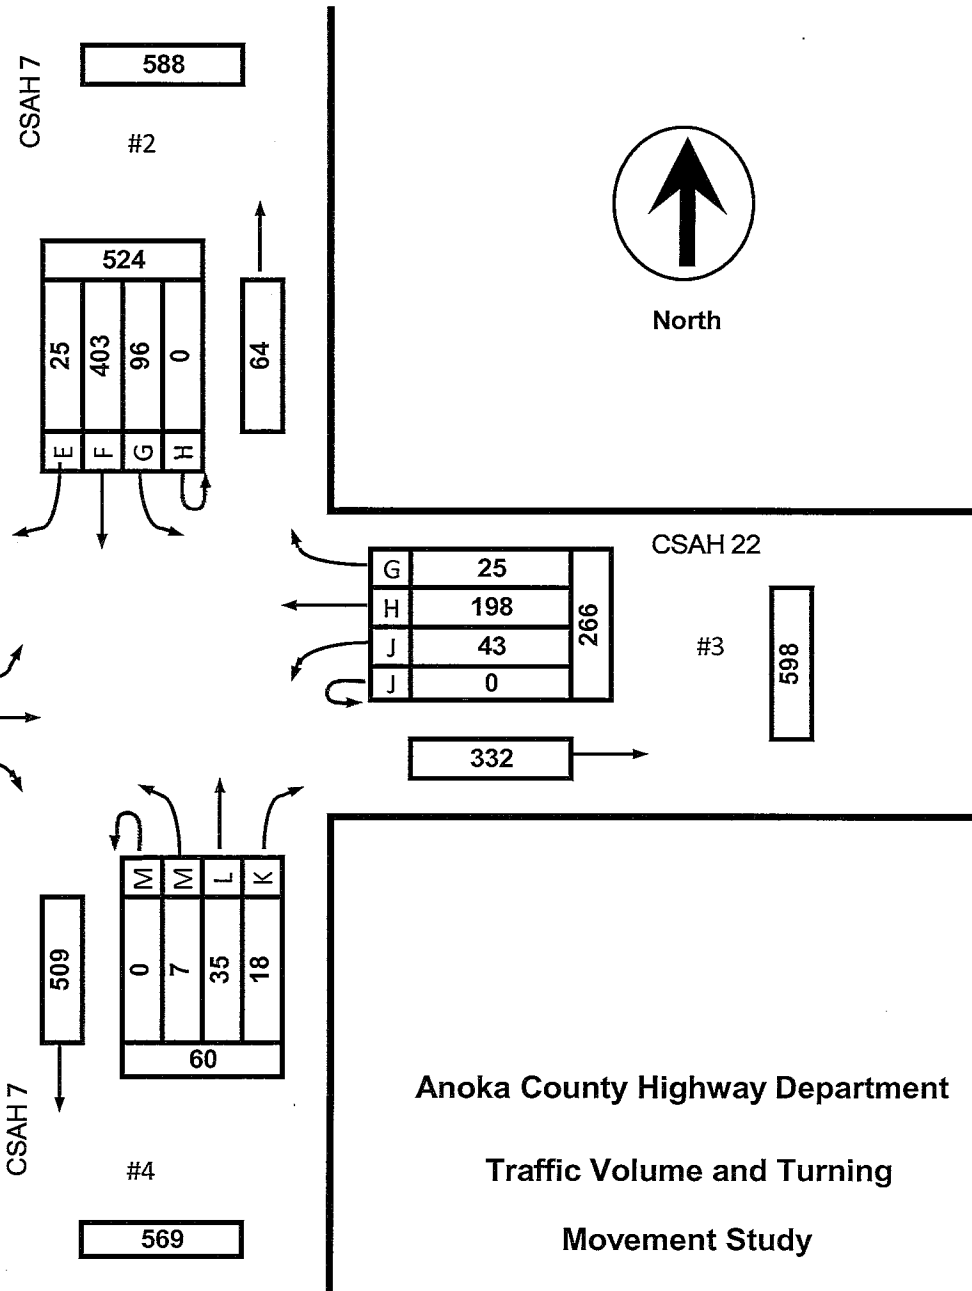 CSAH 7
588
#2
524
25
403
96
0
64
E
F
G
H
North
CSAH 22
G 25
H 198
J 43
J 0
266
#3
598
332
M
M
L
K
509
0
7
35
18
60
CSAH 7
#4
569
Anoka County Highway Department
Traffic Volume and Turning
Movement Study